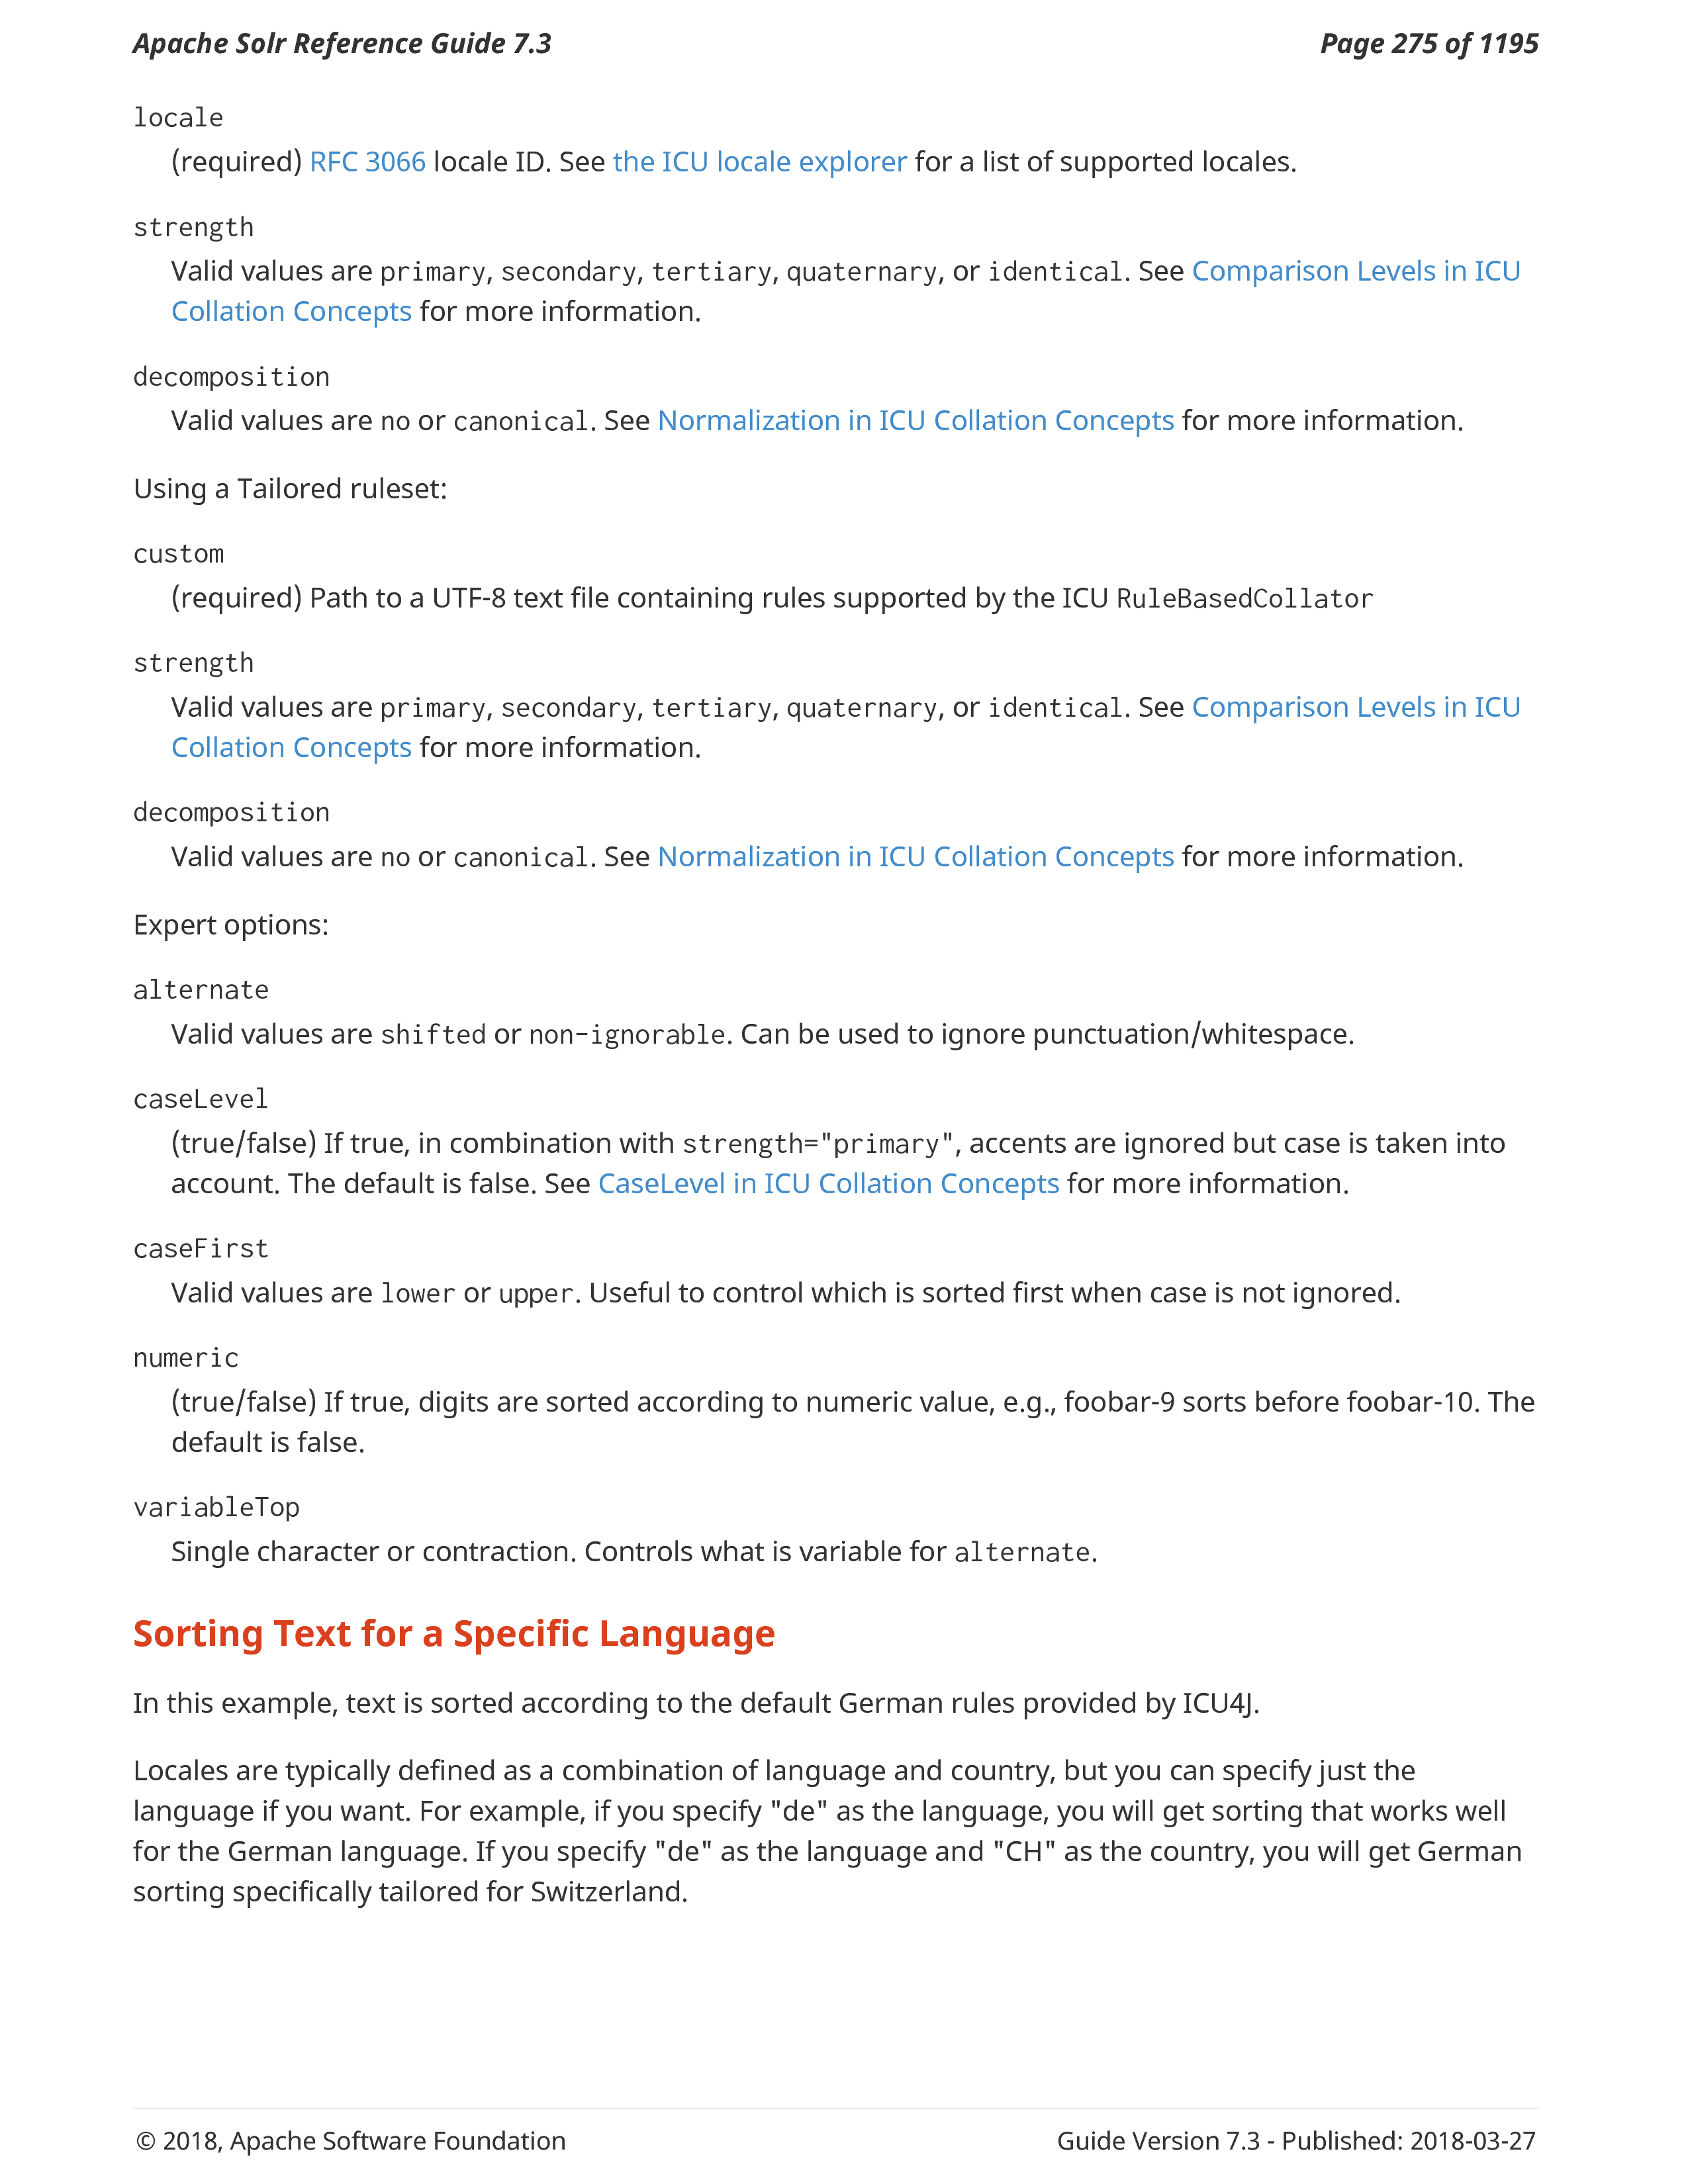 Apache Solr Reference Guide 7.3
Page 275 of 1195
locale
(required) RFC 3066 locale ID. See the ICU locale explorer for a list of supported locales.
strength
Valid values are primary, secondary, tertiary, quaternary, or identical. See Comparison Levels in ICU
Collation Concepts for more information.
decomposition
Valid values are no or canonical. See Normalization in ICU Collation Concepts for more information.
Using a Tailored ruleset:
custom
(required) Path to a UTF-8 text file containing rules supported by the ICU RuleBasedCollator
strength
Valid values are primary, secondary, tertiary, quaternary, or identical. See Comparison Levels in ICU
Collation Concepts for more information.
decomposition
Valid values are no or canonical. See Normalization in ICU Collation Concepts for more information.
Expert options:
alternate
Valid values are shifted or non-ignorable. Can be used to ignore punctuation/whitespace.
caseLevel
(true/false) If true, in combination with strength="primary", accents are ignored but case is taken into
account. The default is false. See CaseLevel in ICU Collation Concepts for more information.
caseFirst
Valid values are lower or upper. Useful to control which is sorted first when case is not ignored.
numeric
(true/false) If true, digits are sorted according to numeric value, e.g., foobar-9 sorts before foobar-10. The
default is false.
variableTop
Single character or contraction. Controls what is variable for alternate.
Sorting Text for a Specific Language
In this example, text is sorted according to the default German rules provided by ICU4J.
Locales are typically defined as a combination of language and country, but you can specify just the
language if you want. For example, if you specify "de" as the language, you will get sorting that works well
for the German language. If you specify "de" as the language and "CH" as the country, you will get German
sorting specifically tailored for Switzerland.
© 2018, Apache Software Foundation
Guide Version 7.3 - Published: 2018-03-27